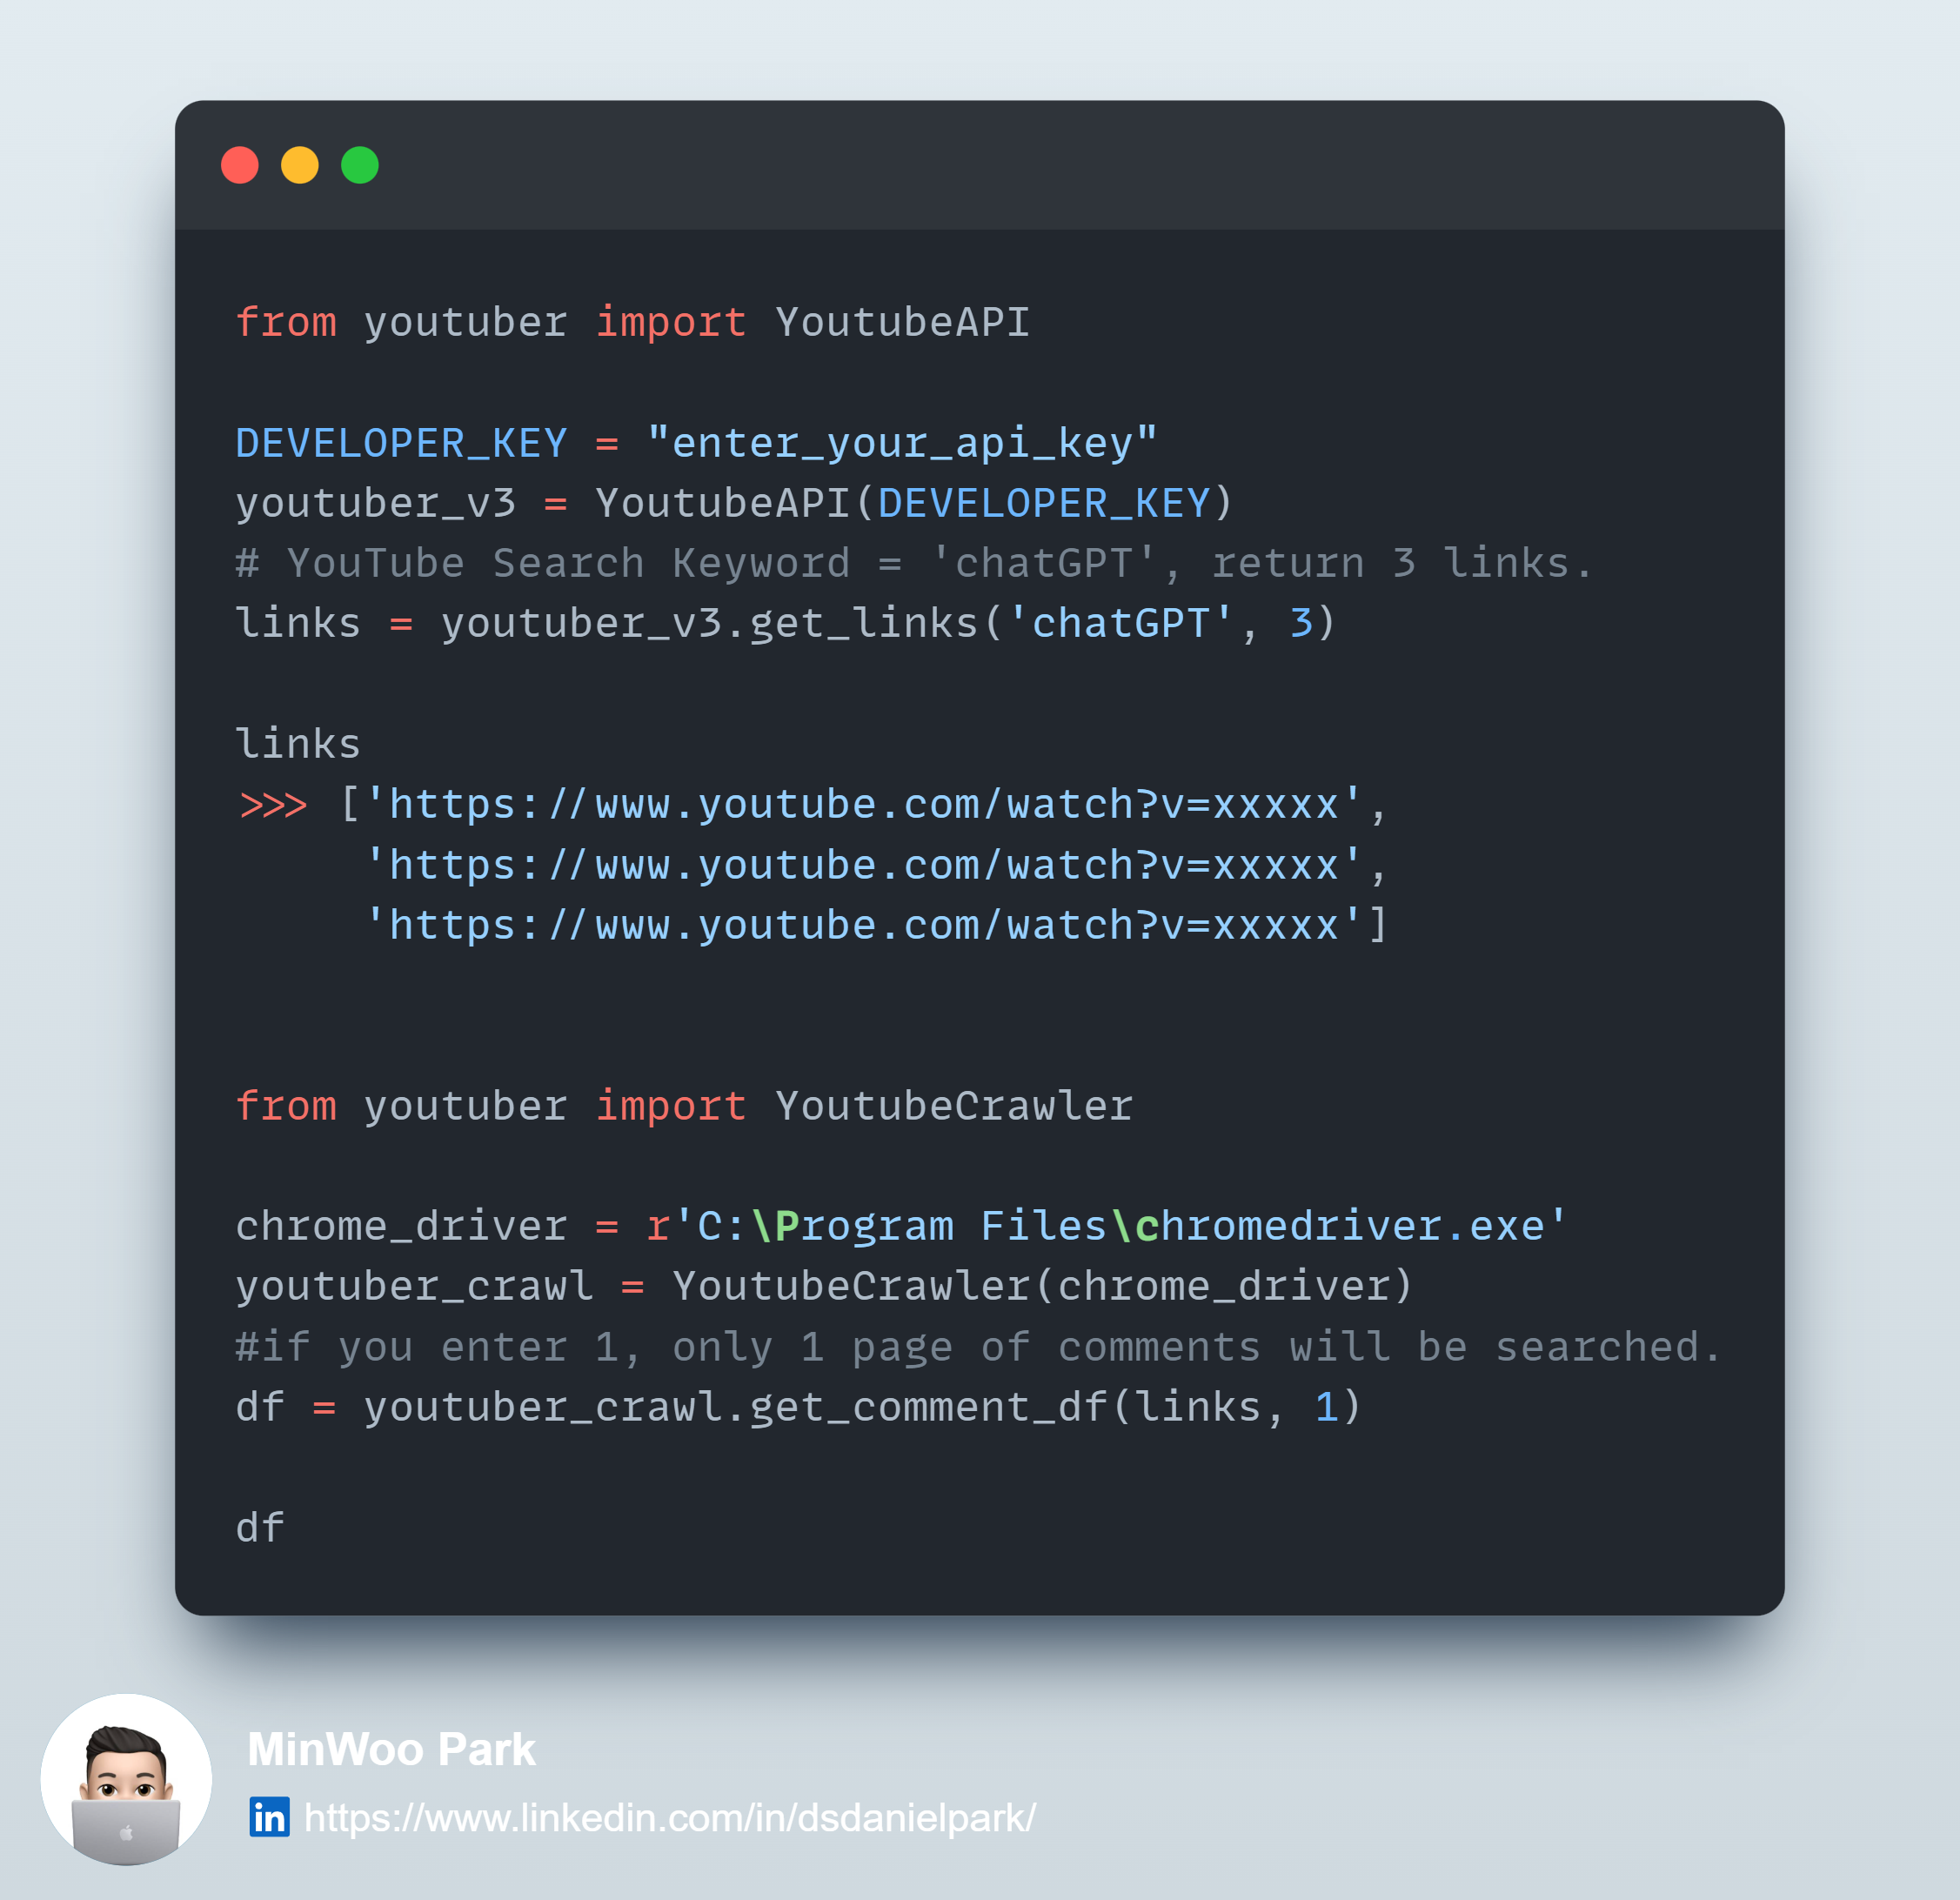 from youtuber import YoutubeAPI
DEVELOPER_KEY = "enter_your_api_key"
youtuber_v3 = YoutubeAPI(DEVELOPER_KEY)
# YouTube Search Keyword = 'chatGPT', return 3 links.
links = youtuber_v3.get_links('chatGPT', 3)
links
>>> ['https://www.youtube.com/watch?v=xxxxx',
'https://www.youtube.com/watch?v=xxxxx',
'https://www.youtube.com/watch?v=xxxxx']
from youtuber import YoutubeCrawler
chrome_driver = r'C:\Program Files\chromedriver.exe'
youtuber_crawl = YoutubeCrawler(chrome_driver)
#if you enter 1, only 1 page of comments will be searched.
df = youtuber_crawl.get_comment_df(links, 1)
df
MinWoo Park
in https://www.linkedin.com/in/dsdanielpark/